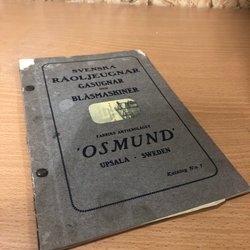 SVENSKA
RÅOLJEUGNAR
GASUGNAR
OCH
BLÅSMASKINER
FABRIKS AKTIEBOLAGET
'OSMUND'
UPSALA - SWEDEN
Katalog No 7.